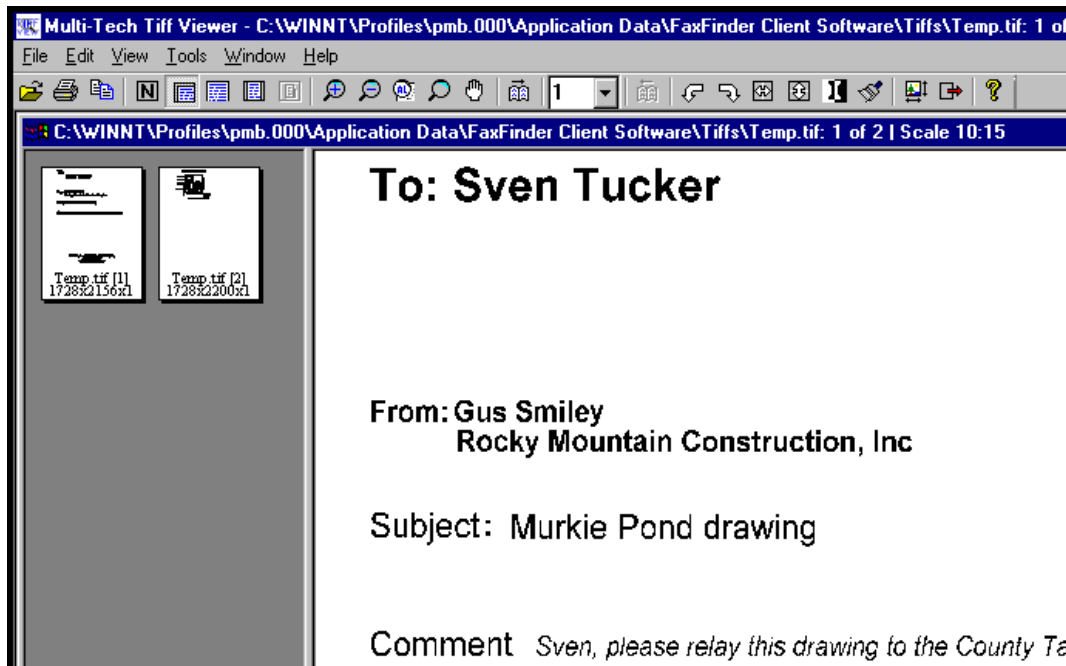 Multi-Tech Tiff Viewer - C:\WINNT\Profiles\pmb.000\Application Data\FaxFinder Client Software\Tiffs\Temp.tif: 1 of
File Edit View Tools Window Help
N 1 ?
C:\WINNT\Profiles\pmb.000\Application Data\FaxFinder Client Software\Tiffs\Temp.tif: 1 of 2 | Scale 10:15
To: Sven Tucker
Temp.tif [1] Temp.tif [2]
1728x2156x1 1728x2200x1
From: Gus Smiley
Rocky Mountain Construction, Inc
Subject: Murkie Pond drawing
Comment Sven, please relay this drawing to the County Ta